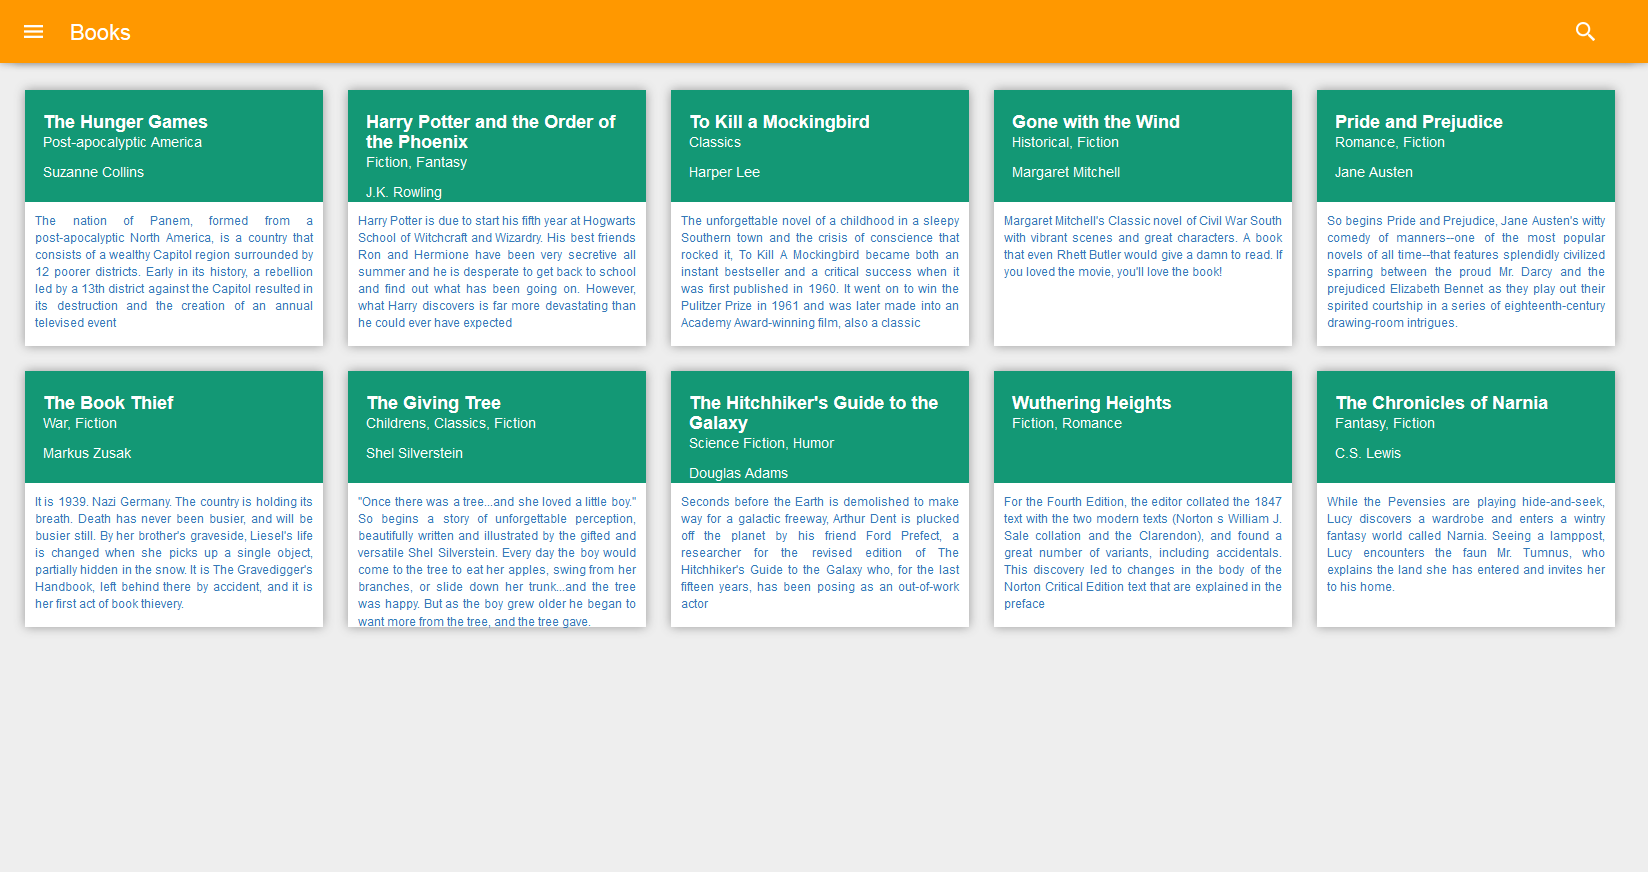 Books
The Hunger Games
Post-apocalyptic America
Suzanne Collins
The nation of Panem, formed from a
post-apocalyptic North America, is a country that
consists of a wealthy Capitol region surrounded by
12 poorer districts. Early in its history, a rebellion
led by a 13th district against the Capitol resulted in
its destruction and the creation of an annual
televised event
Harry Potter and the Order of
the Phoenix
Fiction, Fantasy
J.K. Rowling
Harry Potter is due to start his fifth year at Hogwarts
School of Witchcraft and Wizardry. His best friends
Ron and Hermione have been very secretive all
summer and he is desperate to get back to school
and find out what has been going on. However,
what Harry discovers is far more devastating than
he could ever have expected
To Kill a Mockingbird
Classics
Harper Lee
The unforgettable novel of a childhood in a sleepy
Southern town and the crisis of conscience that
rocked it, To Kill A Mockingbird became both an
instant bestseller and a critical success when it
was first published in 1960. It went on to win the
Pulitzer Prize in 1961 and was later made into an
Academy Award-winning film, also a classic
Gone with the Wind
Historical, Fiction
Margaret Mitchell
Margaret Mitchell's Classic novel of Civil War South
with vibrant scenes and great characters. A book
that even Rhett Butler would give a damn to read. If
you loved the movie, you'll love the book!
Pride and Prejudice
Romance, Fiction
Jane Austen
So begins Pride and Prejudice, Jane Austen's witty
comedy of manners--one of the most popular
novels of all time--that features splendidly civilized
sparring between the proud Mr. Darcy and the
prejudiced Elizabeth Bennet as they play out their
spirited courtship in a series of eighteenth-century
drawing-room intrigues.
The Book Thief
War, Fiction
Markus Zusak
It is 1939. Nazi Germany. The country is holding its
breath. Death has never been busier, and will be
busier still. By her brother's graveside, Liesel's life
is changed when she picks up a single object,
partially hidden in the snow. It is The Gravedigger's
Handbook, left behind there by accident, and it is
her first act of book thievery.
The Giving Tree
Childrens, Classics, Fiction
Shel Silverstein
"Once there was a tree...and she loved a little boy."
So begins a story of unforgettable perception,
beautifully written and illustrated by the gifted and
versatile Shel Silverstein. Every day the boy would
come to the tree to eat her apples, swing from her
branches, or slide down her trunk...and the tree
was happy. But as the boy grew older he began to
want more from the tree, and the tree gave.
The Hitchhiker's Guide to the
Galaxy
Science Fiction, Humor
Douglas Adams
Seconds before the Earth is demolished to make
way for a galactic freeway, Arthur Dent is plucked
off the planet by his friend Ford Prefect, a
researcher for the revised edition of The
Hitchhiker's Guide to the Galaxy who, for the last
fifteen years, has been posing as an out-of-work
actor
Wuthering Heights
Fiction, Romance
For the Fourth Edition, the editor collated the 1847
text with the two modern texts (Norton s William J.
Sale collation and the Clarendon), and found a
great number of variants, including accidentals.
This discovery led to changes in the body of the
Norton Critical Edition text that are explained in the
preface
The Chronicles of Narnia
Fantasy, Fiction
C.S. Lewis
While the Pevensies are playing hide-and-seek,
Lucy discovers a wardrobe and enters a wintry
fantasy world called Narnia. Seeing a lamppost,
Lucy encounters the faun Mr. Tumnus, who
explains the land she has entered and invites her
to his home.